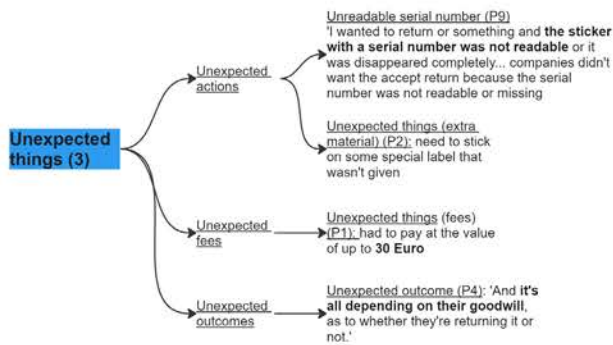 Unreadable serial number (P9)
'I wanted to return or something and the sticker
with a serial number was not readable or it
was disappeared completely... companies didn't
want the accept return because the serial
number was not readable or missing
Unexpected
actions
Unexpected things (extra
material) (P2): need to stick
on some special label that
wasn't given
Unexpected
things (3)
Unexpected
fees
Unexpected things (fees)
(P1): had to pay at the value
of up to 30 Euro
Unexpected
outcomes
Unexpected outcome (P4): 'And it's
all depending on their goodwill,
as to whether they're returning it or
not.'